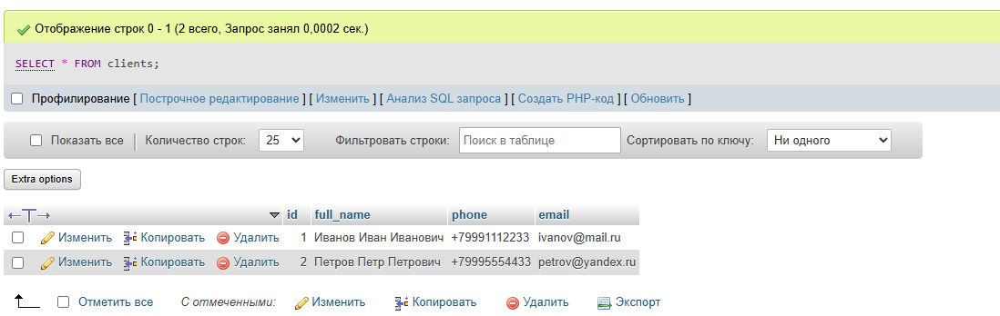 Отображение строк 0 - 1 (2 всего, Запрос занял 0,0002 сек.)
SELECT * FROM clients;
Профилирование [ Построчное редактирование ] [ Изменить ] [ Анализ SQL запроса ] [ Создать PHP-код ] [ Обновить ]
Показать все Количество строк: 25 Фильтровать строки: Поиск в таблице Сортировать по ключу: Ни одного
Extra options
id full_name phone email
Изменить Копировать Удалить 1 Иванов Иван Иванович +79991112233 ivanov@mail.ru
Изменить Копировать Удалить 2 Петров Петр Петрович +79995554433 petrov@yandex.ru
Отметить все С отмеченными: Изменить Копировать Удалить Экспорт